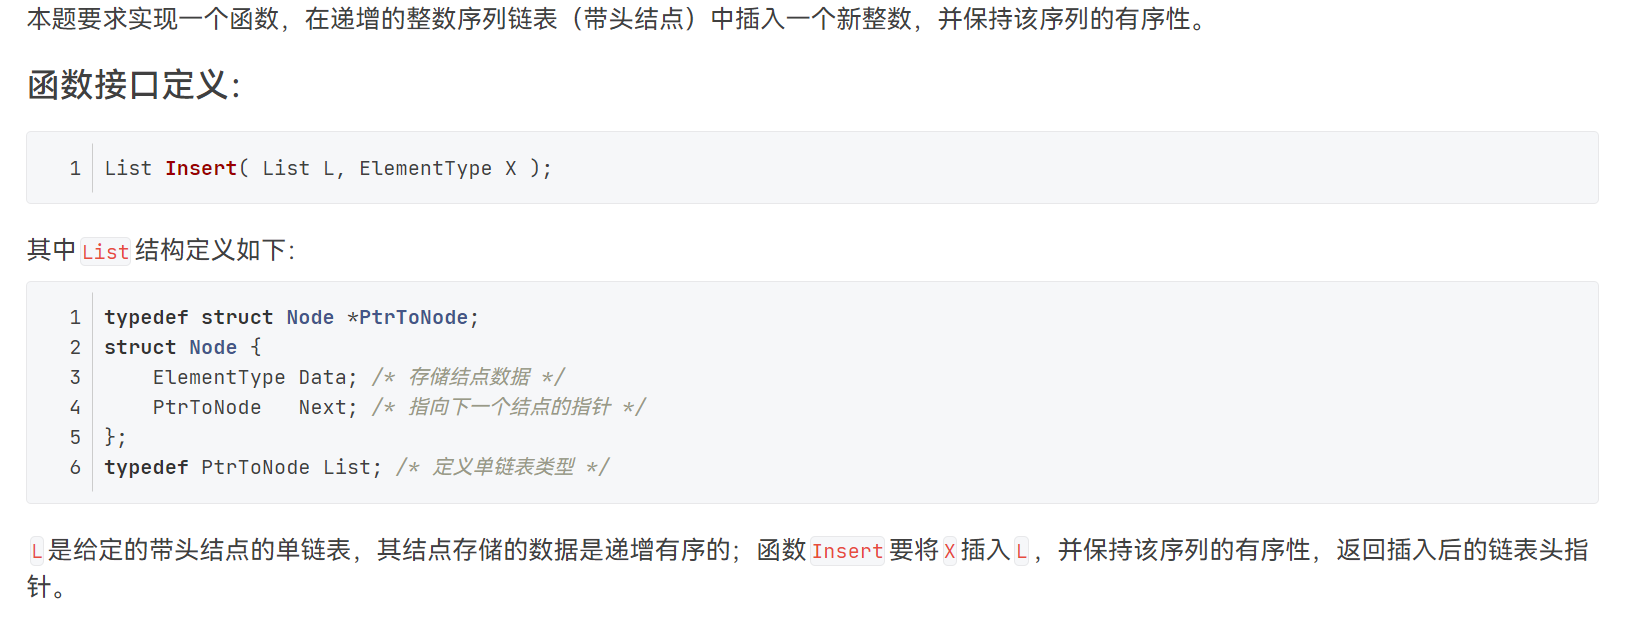 本题要求实现一个函数，在递增的整数序列链表（带头结点）中插入一个新整数，并保持该序列的有序性。
函数接口定义：
1 List Insert( List L, ElementType X );
其中List结构定义如下：
1 typedef struct Node *PtrToNode;
2 struct Node {
3     ElementType Data; /* 存储结点数据 */
4     PtrToNode   Next; /* 指向下一个结点的指针 */
5 };
6 typedef PtrToNode List; /* 定义单链表类型 */
L是给定的带头结点的单链表，其结点存储的数据是递增有序的；函数Insert要将X插入L，并保持该序列的有序性，返回插入后的链表头指
针。